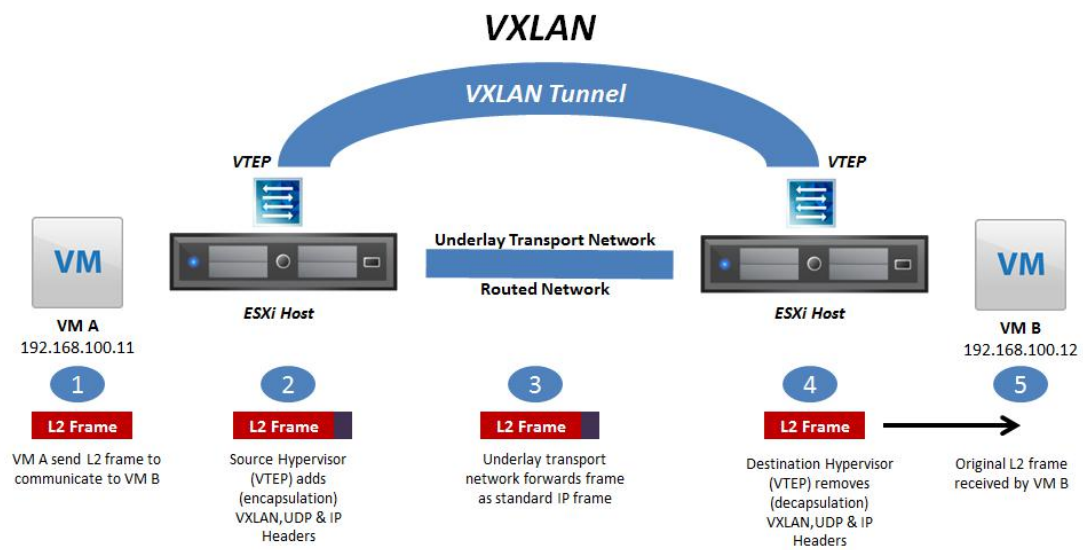 VXLAN
VXLAN Tunnel
VTEP
VTEP
VM
Underlay Transport Network
Routed Network
VM
ESXi Host
ESXi Host
VM A
192.168.100.11
VM B
192.168.100.12
1
2
3
4
5
L2 Frame
L2 Frame
L2 Frame
L2 Frame
VM A send L2 frame to
communicate to VM B
Source Hypervisor
(VTEP) adds
(encapsulation)
VXLAN,UDP & IP
Headers
Underlay transport
network forwards frame
as standard IP frame
Destination Hypervisor
(VTEP) removes
(decapsulation)
VXLAN,UDP & IP
Headers
Original L2 frame
received by VM B